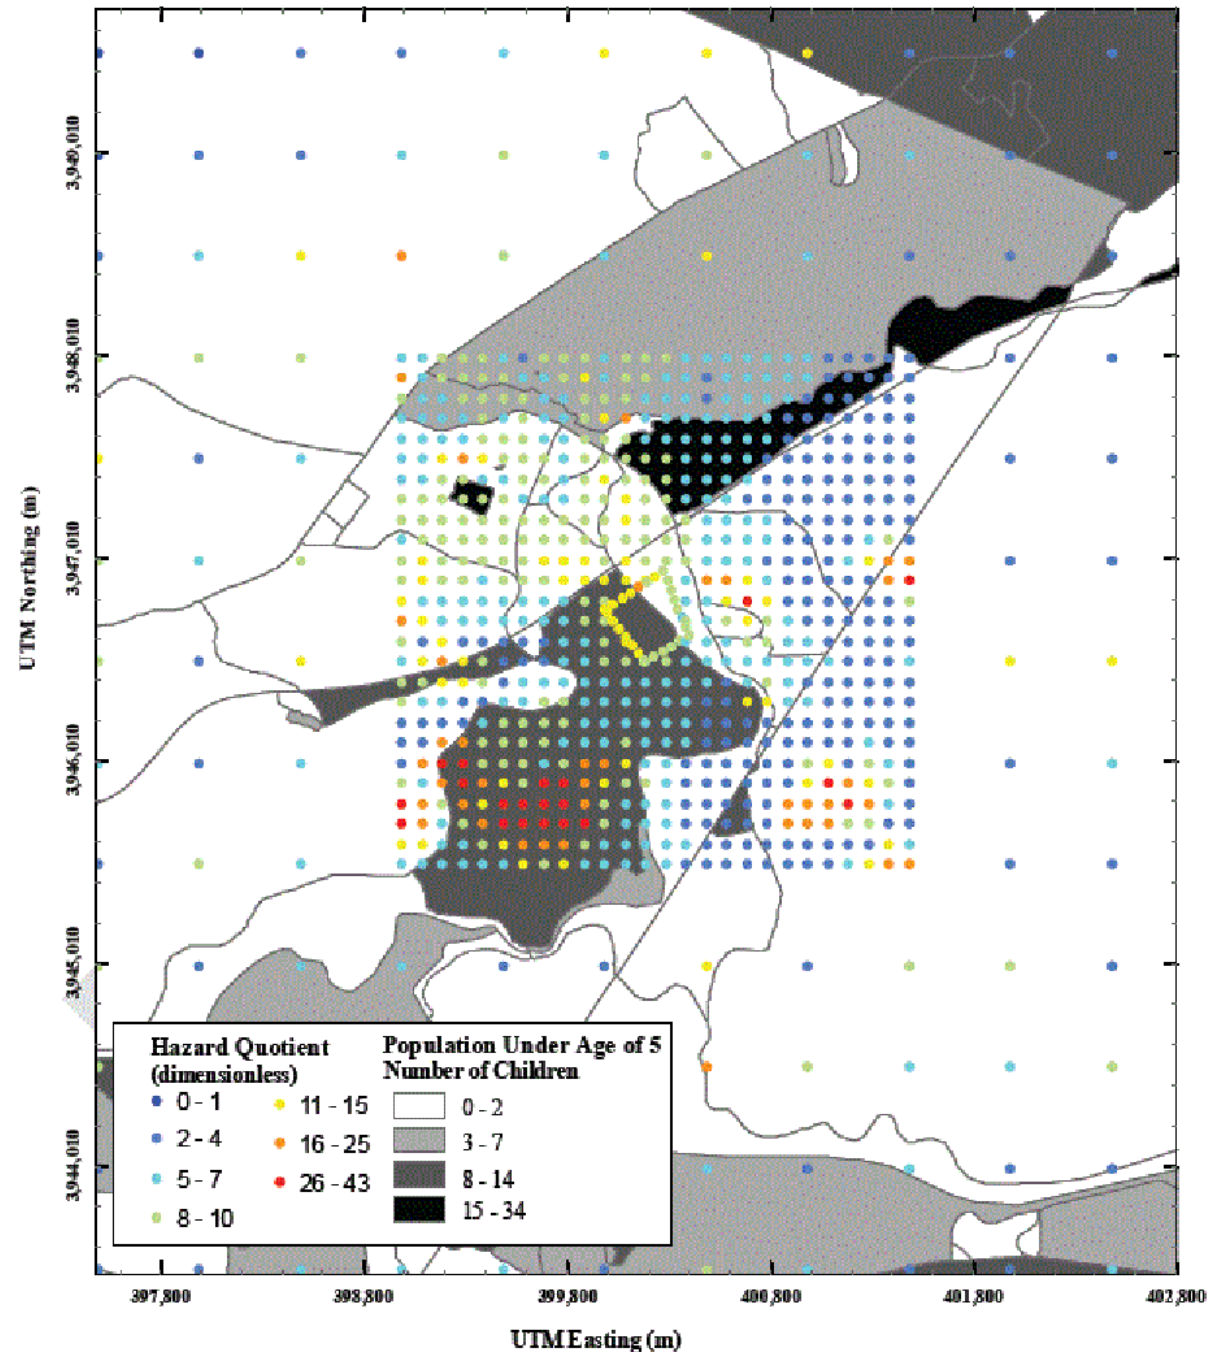 3,949,010
3,948,010
3,947,010
3,946,010
3,945,010
3,944,010
UTM Northing (m)
Hazard Quotient
(dimensionless)
0 - 1
2 - 4
5 - 7
8 - 10
11 - 15
16 - 25
26 - 43
Population Under Age of 5
Number of Children
0 - 2
3 - 7
8 - 14
15 - 34
397,800
398,800
399,800
400,800
401,800
402,800
UTM Easting (m)